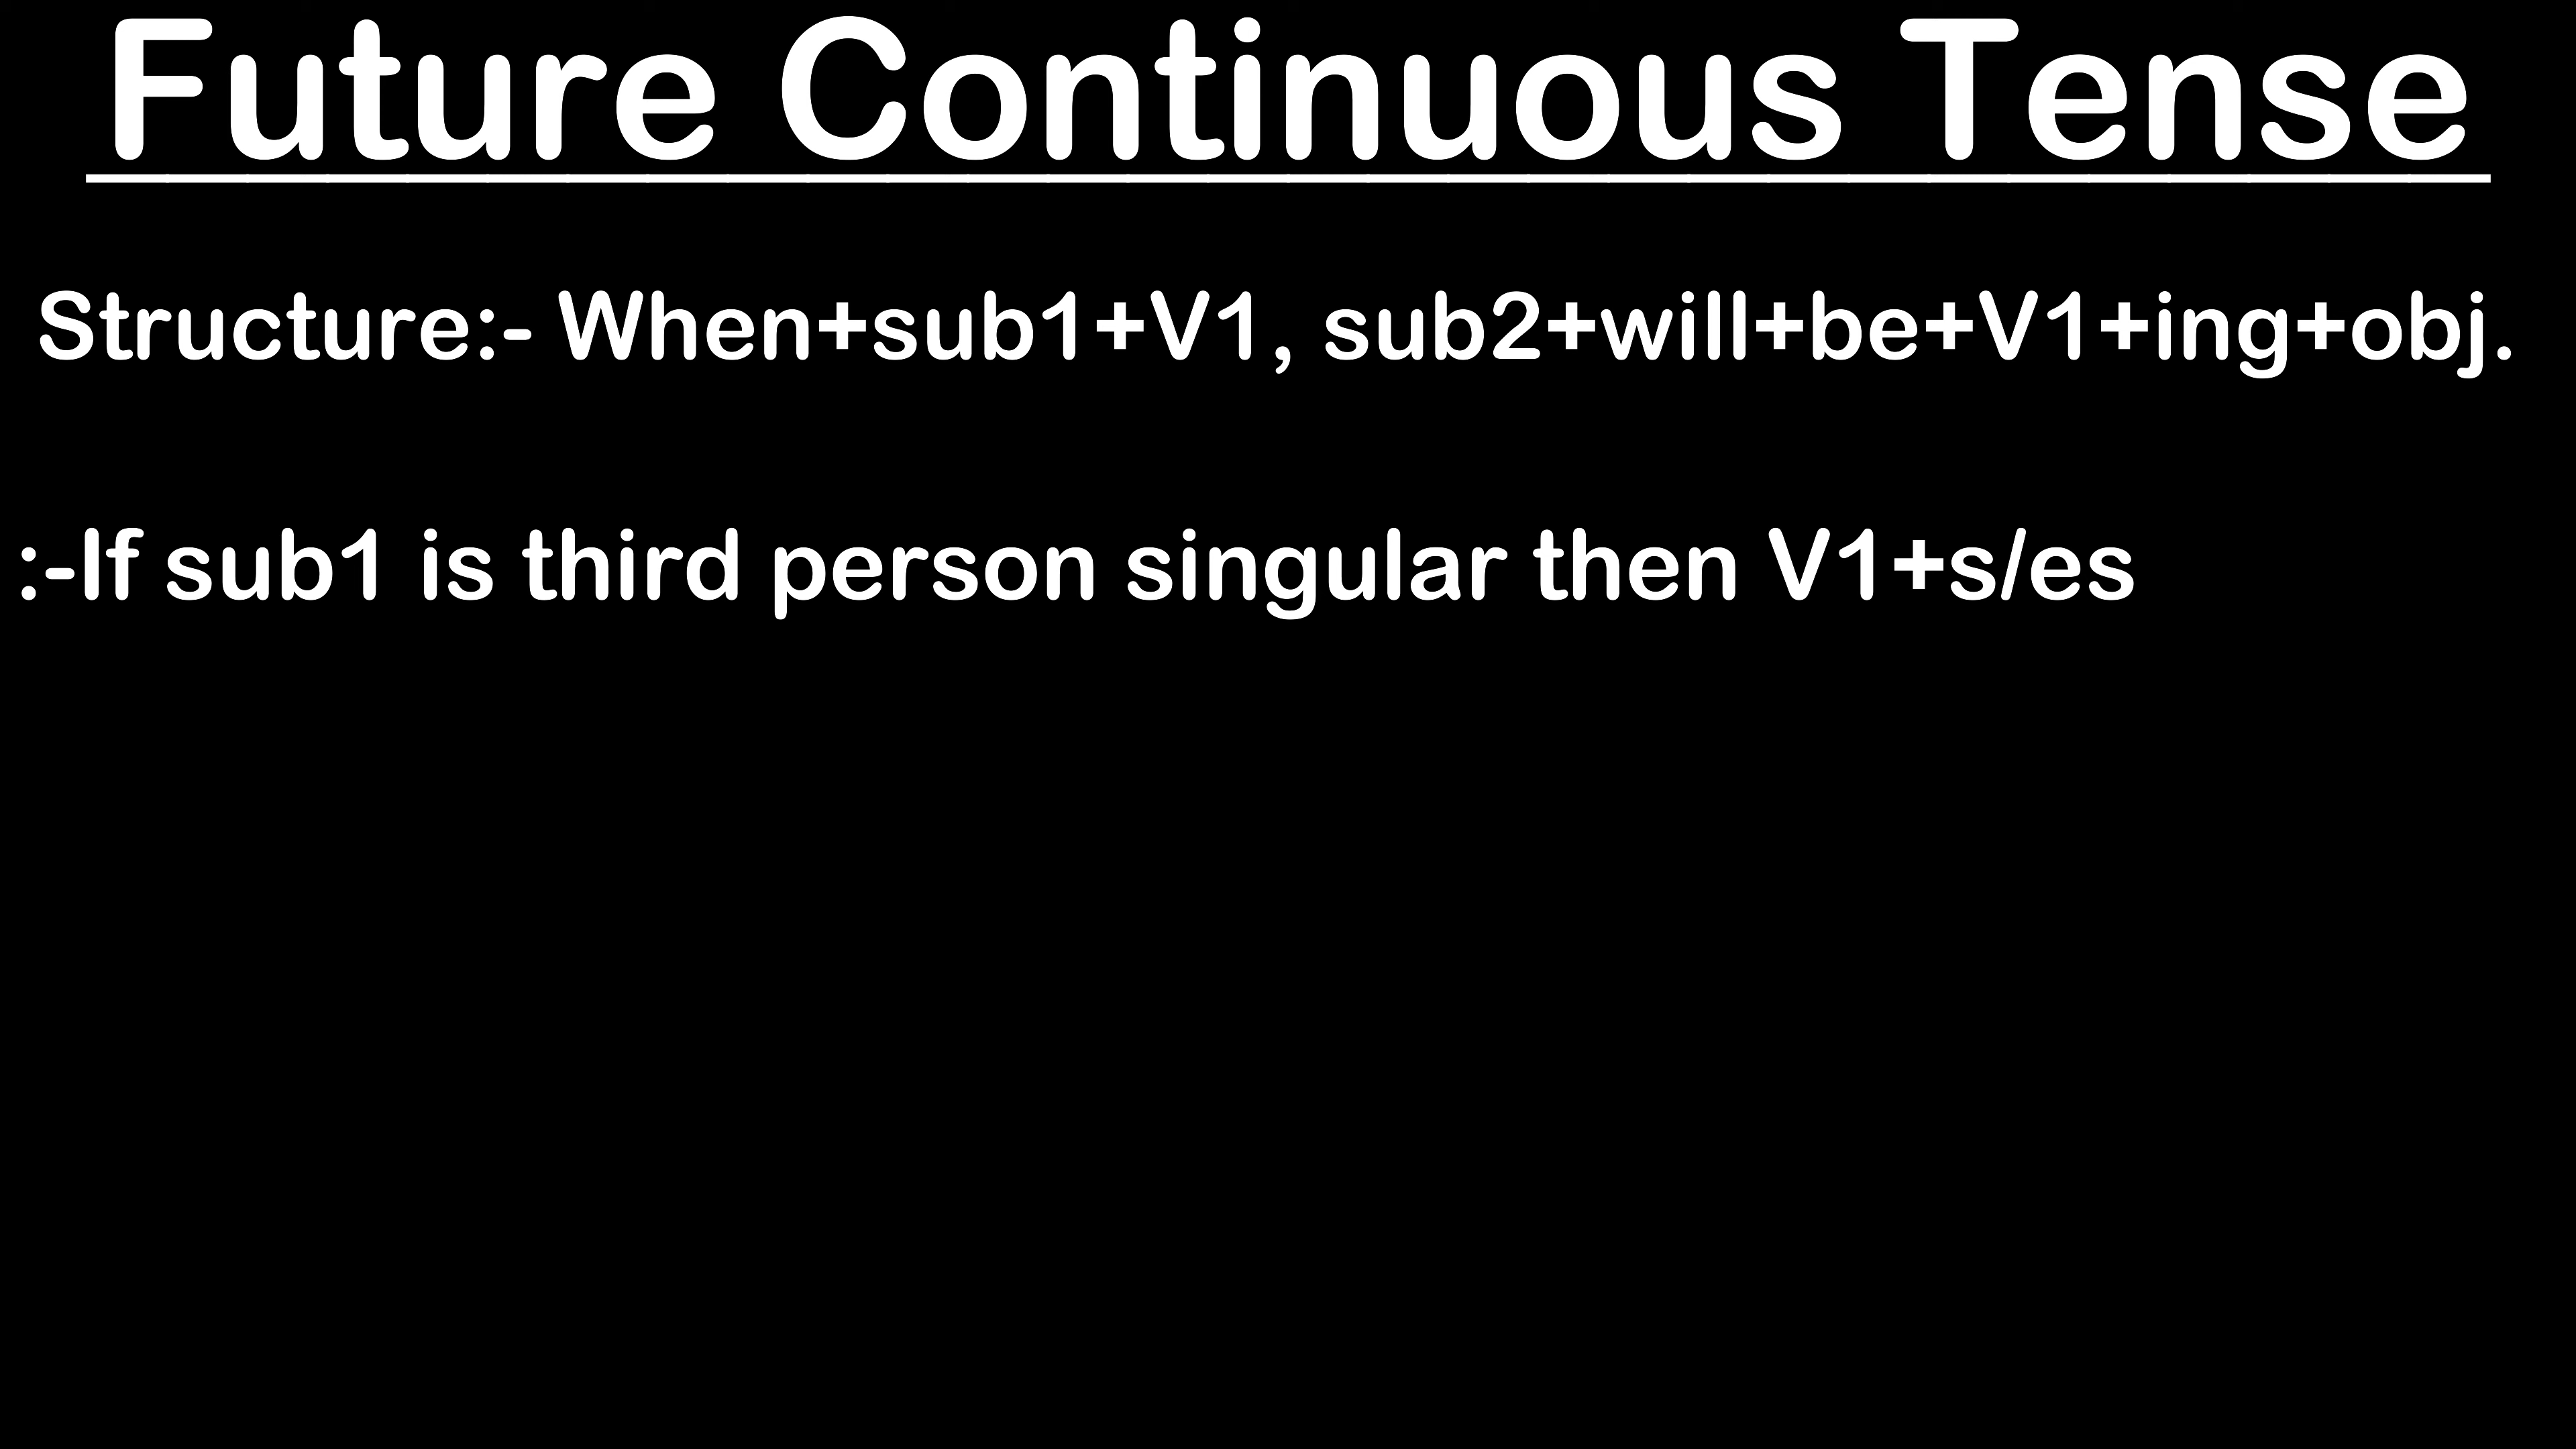 Future Continuous Tense
Structure:- When+sub1+V1, sub2+will+be+V1+ing+obj.
:-If sub1 is third person singular then V1+s/es